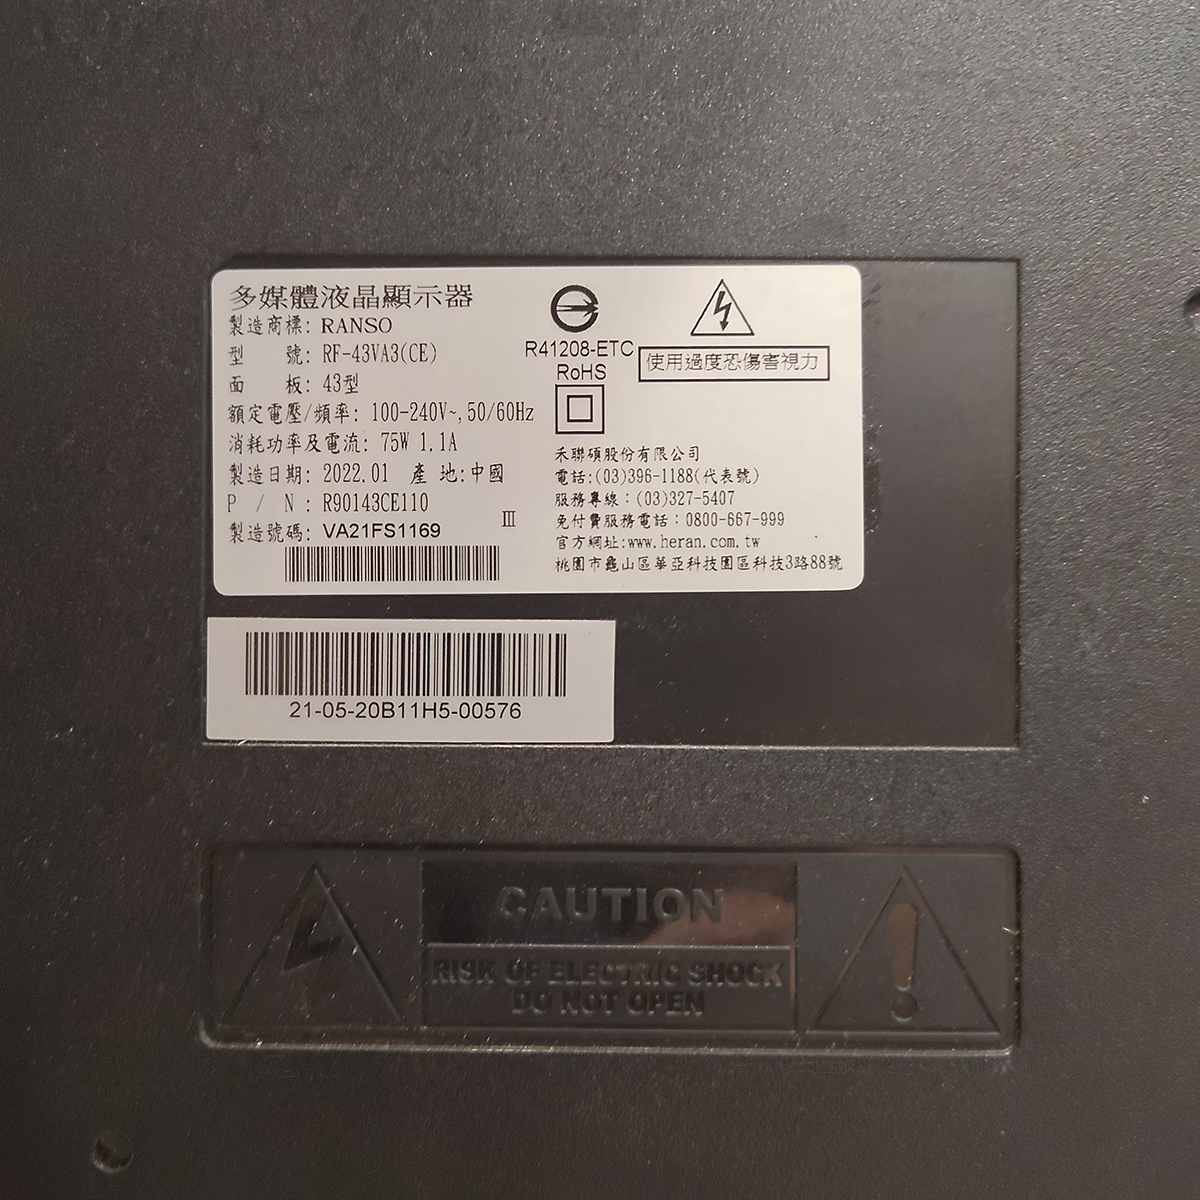 多媒體液晶顯示器
製造商標: RANSO
型 號: RF-43VA3(CE)
面 板: 43型
額定電壓/頻率: 100-240V~,50/60Hz
消耗功率及電流: 75W 1.1A
製造日期: 2022.01 產 地:中國
P / N : R90143CE110
製造號碼: VA21FS1169
III
R41208-ETC
RoHS
使用過度恐傷害視力
禾聯碩股份有限公司
電話:(03)396-1188(代表號)
服務專線：(03)327-5407
免付費服務電話：0800-667-999
官方網址:www.heran.com.tw
桃園市龜山區華亞科技園區科技3路88號
21-05-20B11H5-00576
CAUTION
RISK OF ELECTRIC SHOCK
DO NOT OPEN